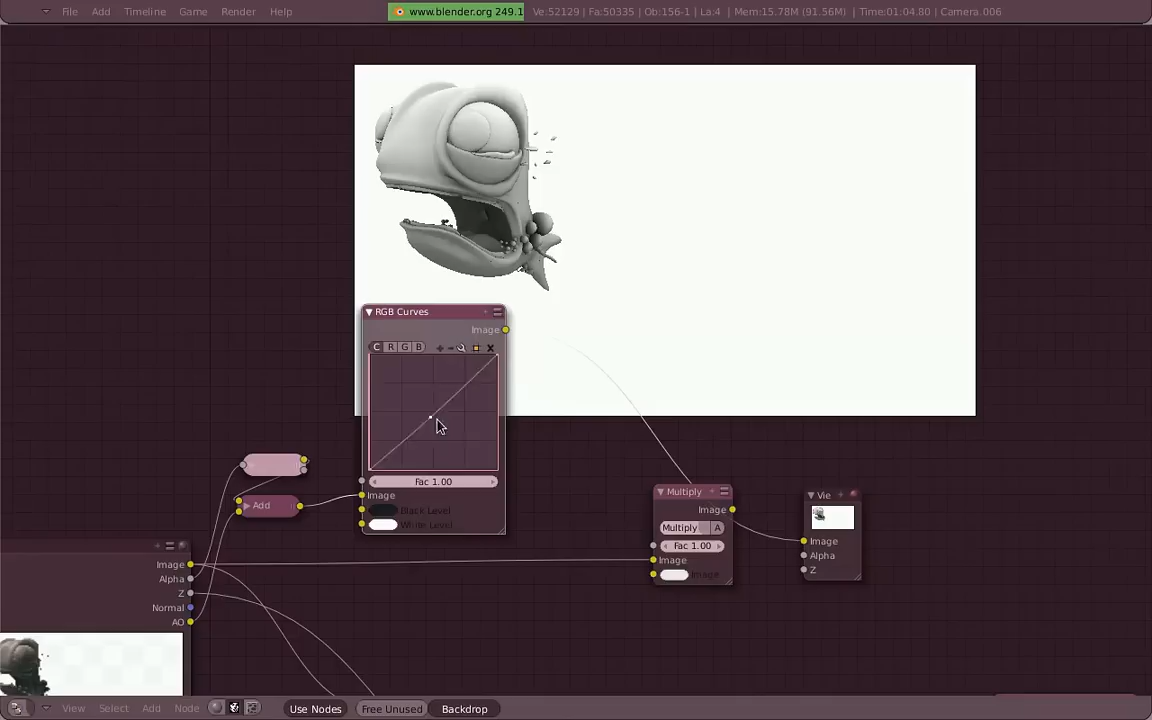 File Add Timeline Game Render Help www.blender.org 249.1 Ve:52129 | Fa:50335 | Ob:156-1 | La:4 | Mem:15.78M (91.56M) | Time:01:04.80 | Camera.006
RGB Curves
Image
C R G B
Fac 1.00
Image
Black Level
White Level
Add
Multiply
Image
Multiply A
Fac 1.00
Image
Image
Vie
Image
Alpha
Z
Image
Alpha
Z
Normal
AO
View Select Add Node Use Nodes Free Unused Backdrop